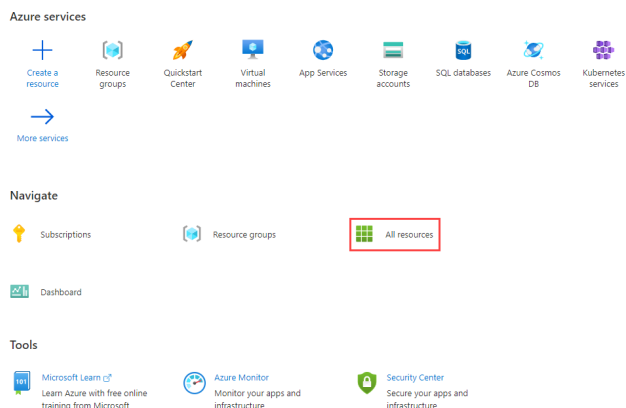 Azure services
Create a
resource
Resource
groups
Quickstart
Center
Virtual
machines
App Services
Storage
accounts
SQL
SQL databases
Azure Cosmos
DB
Kubernetes
services
More services
Navigate
Subscriptions
Resource groups
All resources
Dashboard
Tools
101
Microsoft Learn
Learn Azure with free online
training from Microsoft
Azure Monitor
Monitor your apps and
infrastructure
Security Center
Secure your apps and
infrastructure